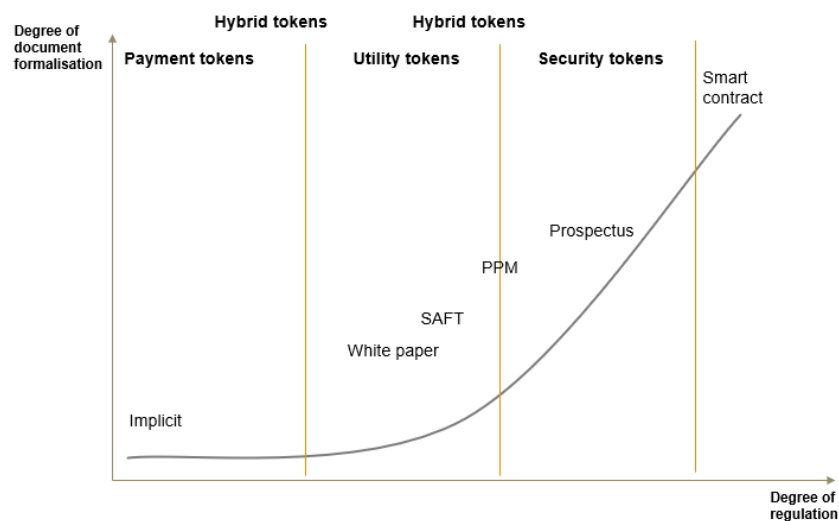 Hybrid tokens
Hybrid tokens
Degree of
document
formalisation
Payment tokens
Utility tokens
Security tokens
Smart
contract
Prospectus
PPM
SAFT
White paper
Implicit
Degree of
regulation